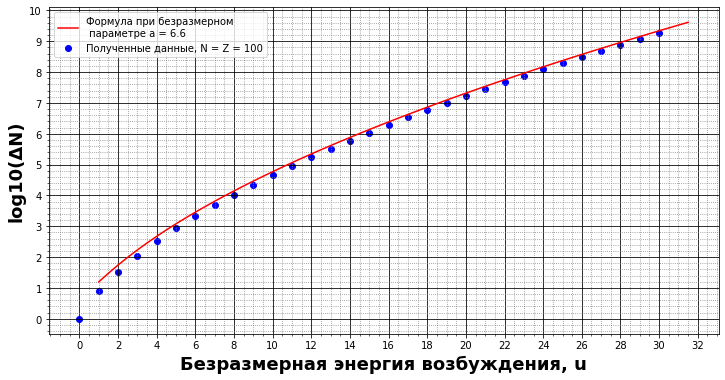 Формула при безразмерном
параметре a = 6.6
Полученные данные, N = Z = 100
10
9
8
7
6
5
4
3
2
1
0
log10(ΔN)
0 2 4 6 8 10 12 14 16 18 20 22 24 26 28 30 32
Безразмерная энергия возбуждения, u